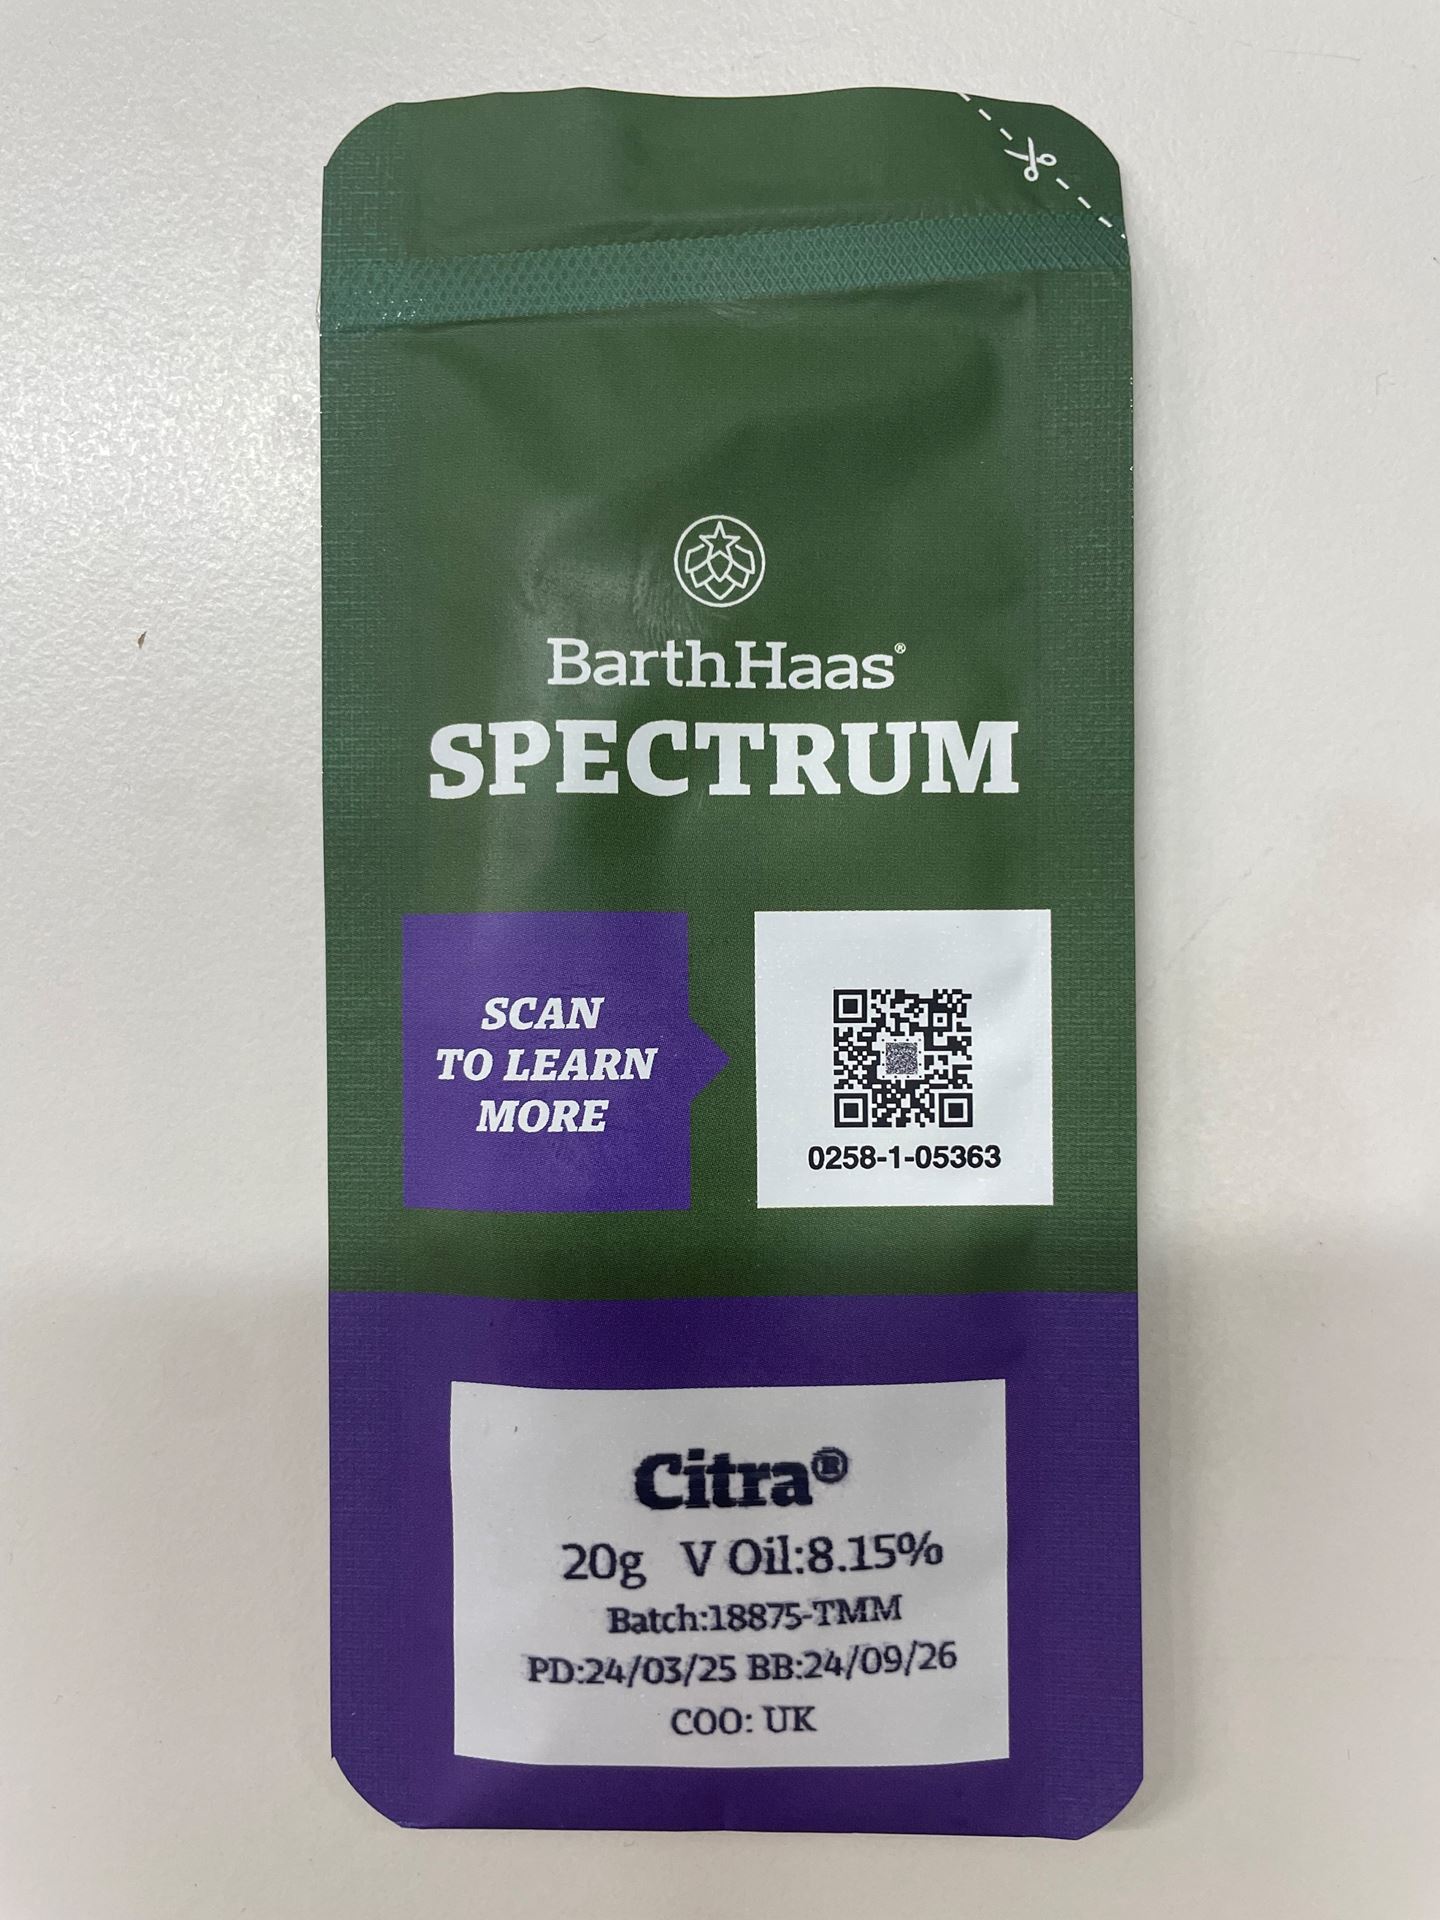 BarthHaas®
SPECTRUM
SCAN
TO LEARN
MORE
0258-1-05363
Citra®
20g V Oil:8.15%
Batch:18875-TMM
PD:24/03/25 BB:24/09/26
COO: UK